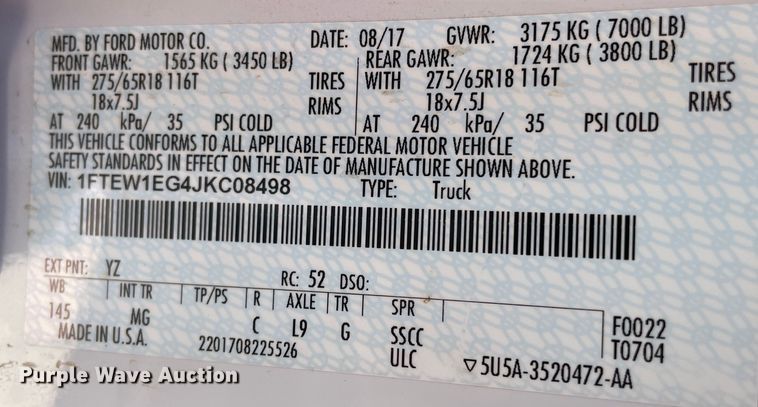 MFD. BY FORD MOTOR CO. DATE: 08/17 GVWR: 3175 KG ( 7000 LB)
FRONT GAWR: 1565 KG ( 3450 LB) REAR GAWR: 1724 KG ( 3800 LB)
WITH 275/65R18 116T TIRES WITH 275/65R18 116T TIRES
18x7.5J RIMS 18x7.5J RIMS
AT 240 kPa/ 35 PSI COLD AT 240 kPa/ 35 PSI COLD
THIS VEHICLE CONFORMS TO ALL APPLICABLE FEDERAL MOTOR VEHICLE
SAFETY STANDARDS IN EFFECT ON THE DATE OF MANUFACTURE SHOWN ABOVE.
VIN: 1FTEW1EG4JKC08498 TYPE: Truck
EXT PNT: YZ RC: 52 DSO:
WB INT TR TP/PS R AXLE TR SPR
145 MG C L9 G SSCC F0022
MADE IN U.S.A. 2201708225526 ULC T0704
▽5U5A-3520472-AA
Purple Wave Auction